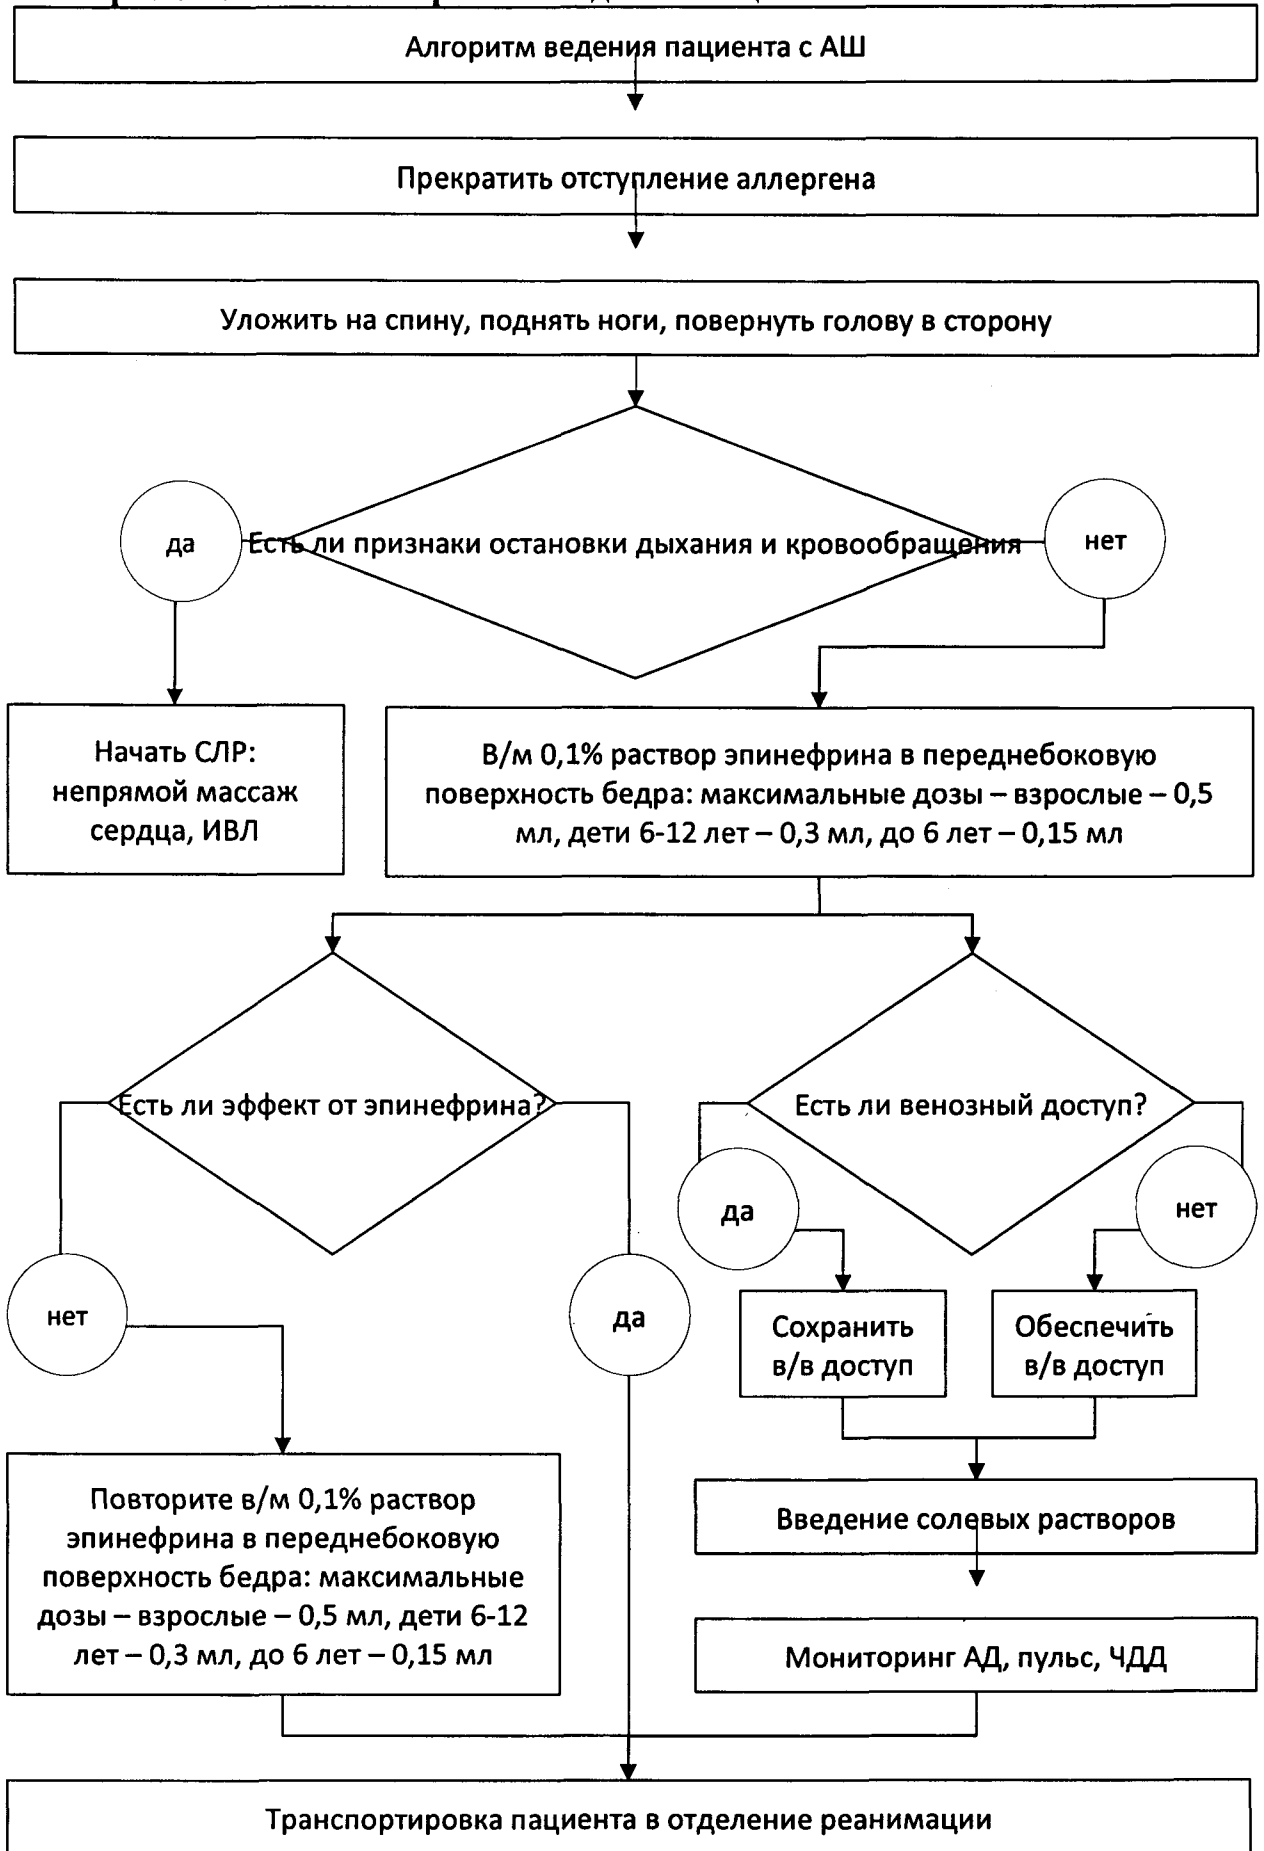 Алгоритм ведения пациента с АШ
Прекратить отступление аллергена
Уложить на спину, поднять ноги, повернуть голову в сторону
да
Есть ли признаки остановки дыхания и кровообращения
нет
Начать СЛР:
непрямой массаж
сердца, ИВЛ
В/м 0,1% раствор эпинефрина в переднебоковую
поверхность бедра: максимальные дозы – взрослые – 0,5
мл, дети 6-12 лет – 0,3 мл, до 6 лет – 0,15 мл
Есть ли эффект от эпинефрина?
Есть ли венозный доступ?
да
нет
нет
да
Сохранить
в/в доступ
Обеспечить
в/в доступ
Повторите в/м 0,1% раствор
эпинефрина в переднебоковую
поверхность бедра: максимальные
дозы – взрослые – 0,5 мл, дети 6-12
лет – 0,3 мл, до 6 лет – 0,15 мл
Введение солевых растворов
Мониторинг АД, пульс, ЧДД
Транспортировка пациента в отделение реанимации